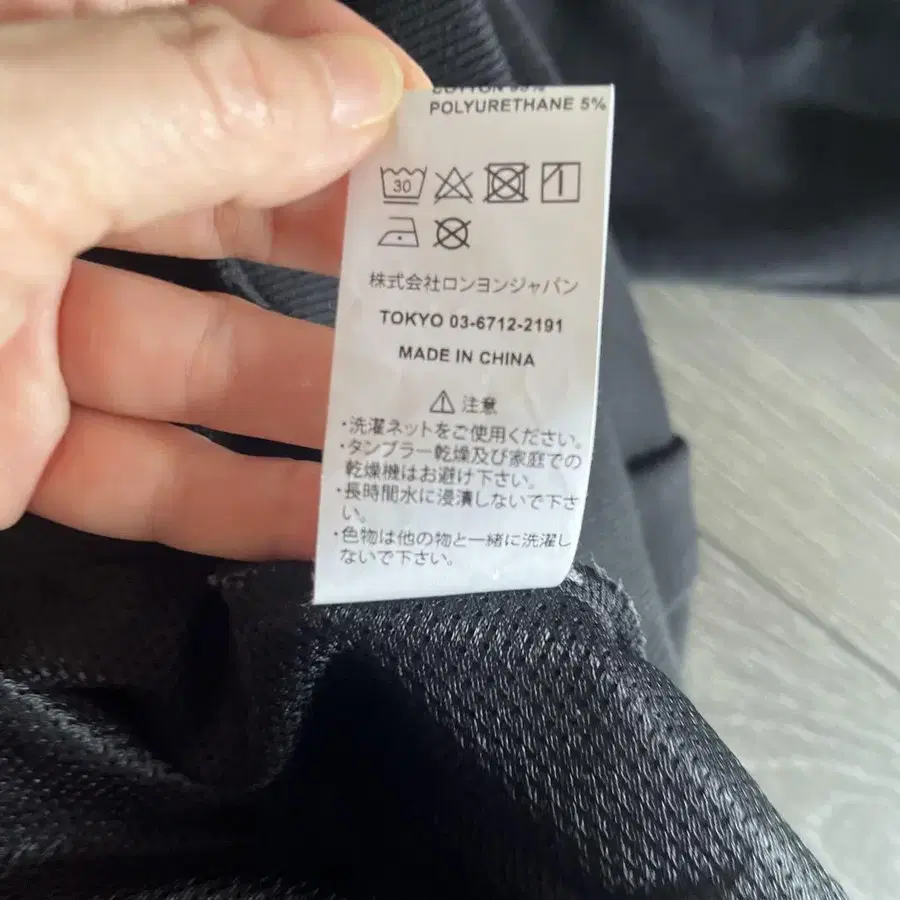 COTTON 95%
POLYURETHANE 5%
30
株式会社ロンヨンジャパン
TOKYO 03-6712-2191
MADE IN CHINA
⚠ 注意
・洗濯ネットをご使用ください。
・タンブラー乾燥及び家庭での
乾燥機はお避け下さい。
・長時間水に浸漬しないで下さ
い。
・色物は他の物と一緒に洗濯し
ないで下さい。